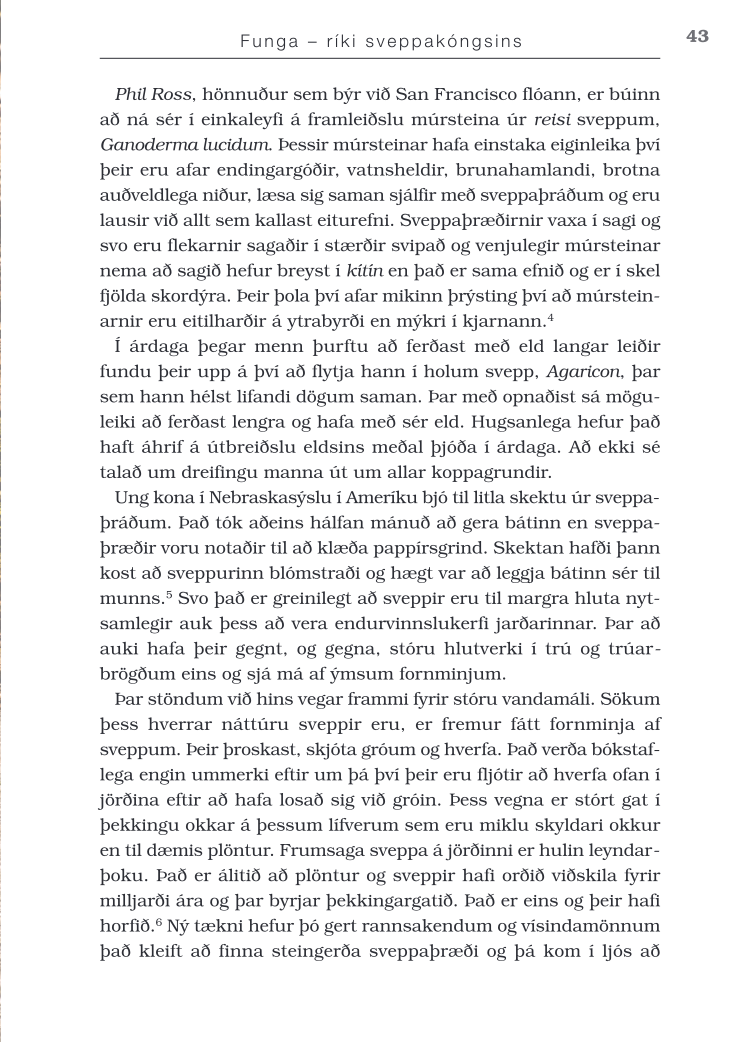 Funga – ríki sveppakóngsins
43
Phil Ross, hönnuður sem býr við San Francisco flóann, er búinn
að ná sér í einkaleyfi á framleiðslu múrsteina úr reisi sveppum,
Ganoderma lucidum. Þessir múrsteinar hafa einstaka eiginleika því
þeir eru afar endingargóðir, vatnsheldir, brunahamlandi, brotna
auðveldlega niður, læsa sig saman sjálfir með sveppaþráðum og eru
lausir við allt sem kallast eiturefni. Sveppaþræðirnir vaxa í sagi og
svo eru flekarnir sagaðir í stærðir svipað og venjulegir múrsteinar
nema að sagið hefur breyst í kítín en það er sama efnið og er í skel
fjölda skordýra. Þeir þola því afar mikinn þrýsting því að múrstein-
arnir eru eitilharðir á ytrabyrði en mýkri í kjarnann.⁴
Í árdaga þegar menn þurftu að ferðast með eld langar leiðir
fundu þeir upp á því að flytja hann í holum svepp, Agaricon, þar
sem hann hélst lifandi dögum saman. Þar með opnaðist sá mögu-
leiki að ferðast lengra og hafa með sér eld. Hugsanlega hefur það
haft áhrif á útbreiðslu eldsins meðal þjóða í árdaga. Að ekki sé
talað um dreifingu manna út um allar koppagrundir.
Ung kona í Nebraskasýslu í Ameríku bjó til litla skektu úr sveppa-
þráðum. Það tók aðeins hálfan mánuð að gera bátinn en sveppa-
þræðir voru notaðir til að klæða pappírsgrind. Skektan hafði þann
kost að sveppurinn blómstraði og hægt var að leggja bátinn sér til
munns.⁵ Svo það er greinilegt að sveppir eru til margra hluta nyt-
samlegir auk þess að vera endurvinnslukerfi jarðarinnar. Þar að
auki hafa þeir gegnt, og gegna, stóru hlutverki í trú og trúar-
brögðum eins og sjá má af ýmsum fornminjum.
Þar stöndum við hins vegar frammi fyrir stóru vandamáli. Sökum
þess hverrar náttúru sveppir eru, er fremur fátt fornminja af
sveppum. Þeir þroskast, skjóta gróum og hverfa. Það verða bókstaf-
lega engin ummerki eftir um þá því þeir eru fljótir að hverfa ofan í
jörðina eftir að hafa losað sig við gróin. Þess vegna er stórt gat í
þekkingu okkar á þessum lífverum sem eru miklu skyldari okkur
en til dæmis plöntur. Frumsaga sveppa á jörðinni er hulin leyndar-
þoku. Það er álitið að plöntur og sveppir hafi orðið viðskila fyrir
milljarði ára og þar byrjar þekkingargatið. Það er eins og þeir hafi
horfið.⁶ Ný tækni hefur þó gert rannsakendum og vísindamönnum
það kleift að finna steingerða sveppaþræði og þá kom í ljós að